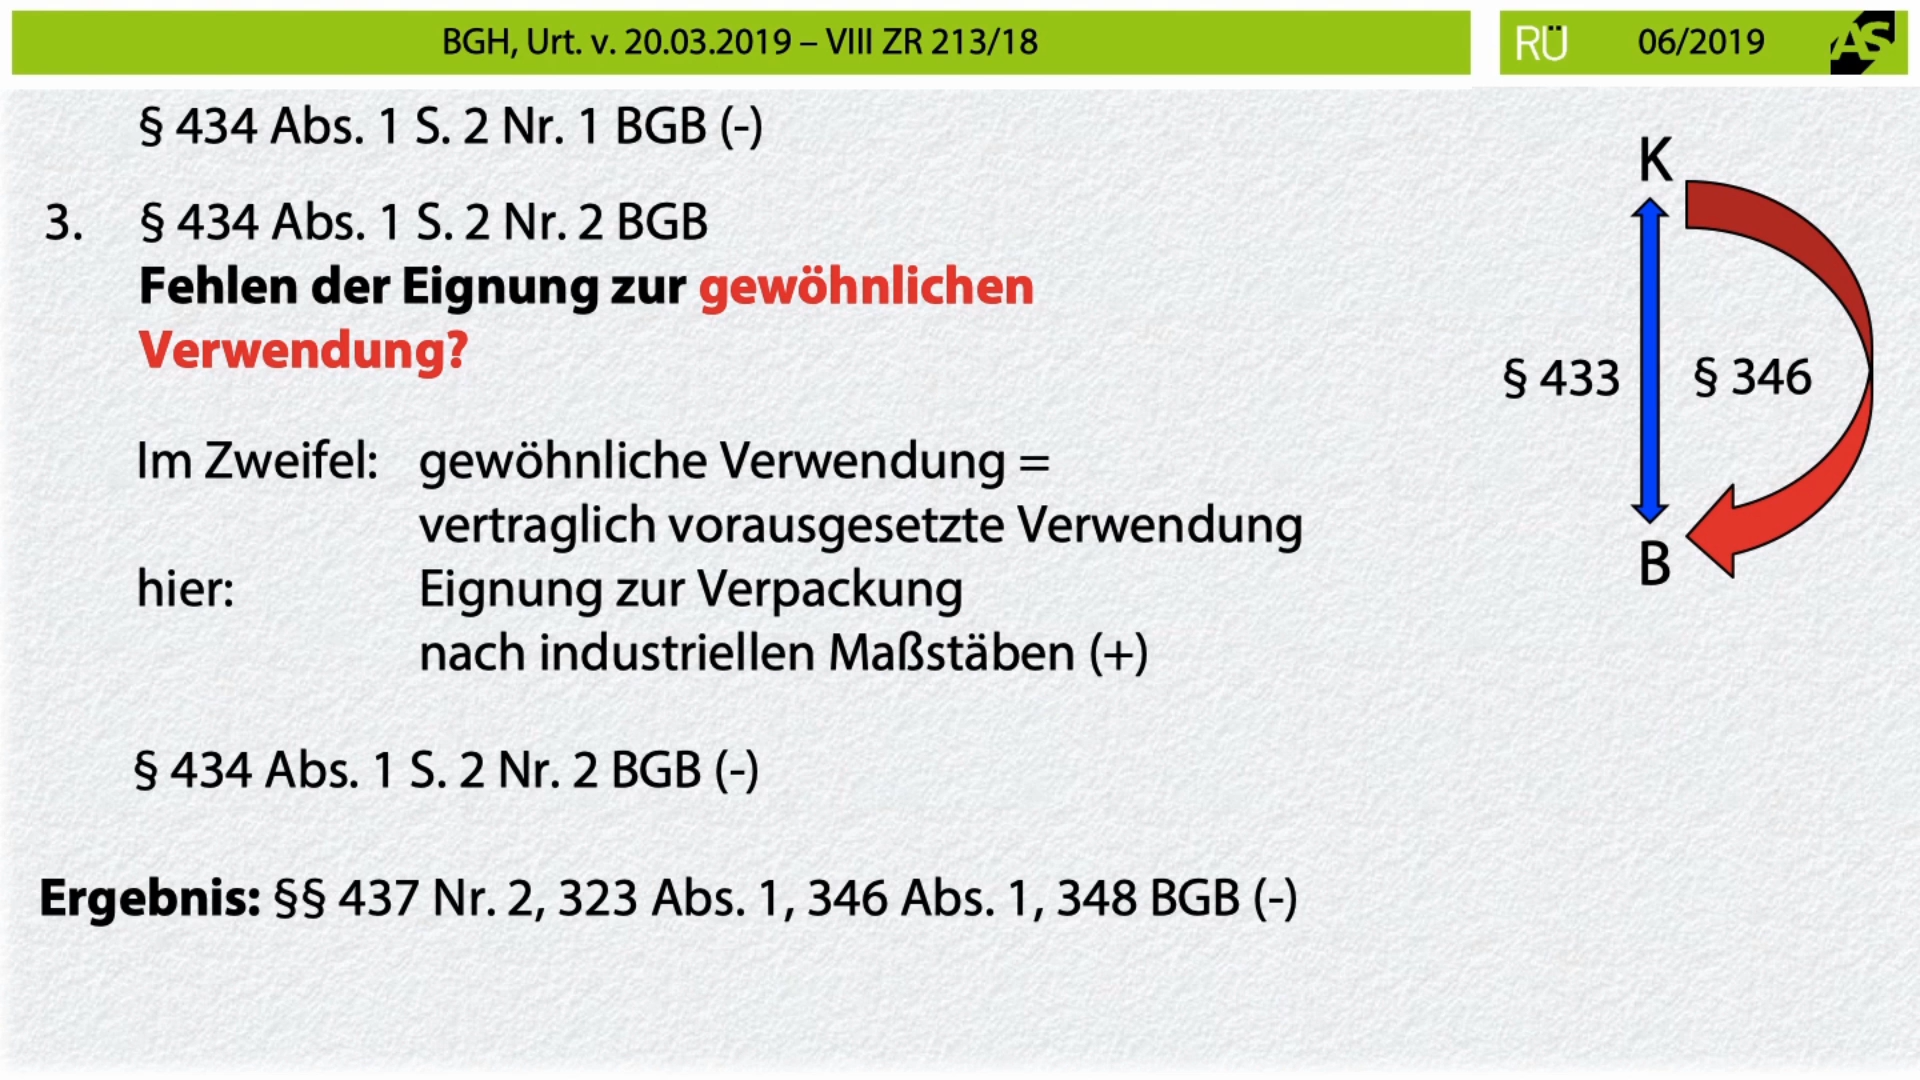 BGH, Urt. v. 20.03.2019 – VIII ZR 213/18
RÜ 06/2019 AS
§ 434 Abs. 1 S. 2 Nr. 1 BGB (-)
3. § 434 Abs. 1 S. 2 Nr. 2 BGB
Fehlen der Eignung zur gewöhnlichen
Verwendung?
Im Zweifel: gewöhnliche Verwendung =
vertraglich vorausgesetzte Verwendung
hier: Eignung zur Verpackung
nach industriellen Maßstäben (+)
§ 434 Abs. 1 S. 2 Nr. 2 BGB (-)
Ergebnis: §§ 437 Nr. 2, 323 Abs. 1, 346 Abs. 1, 348 BGB (-)
K
§ 433 § 346
B